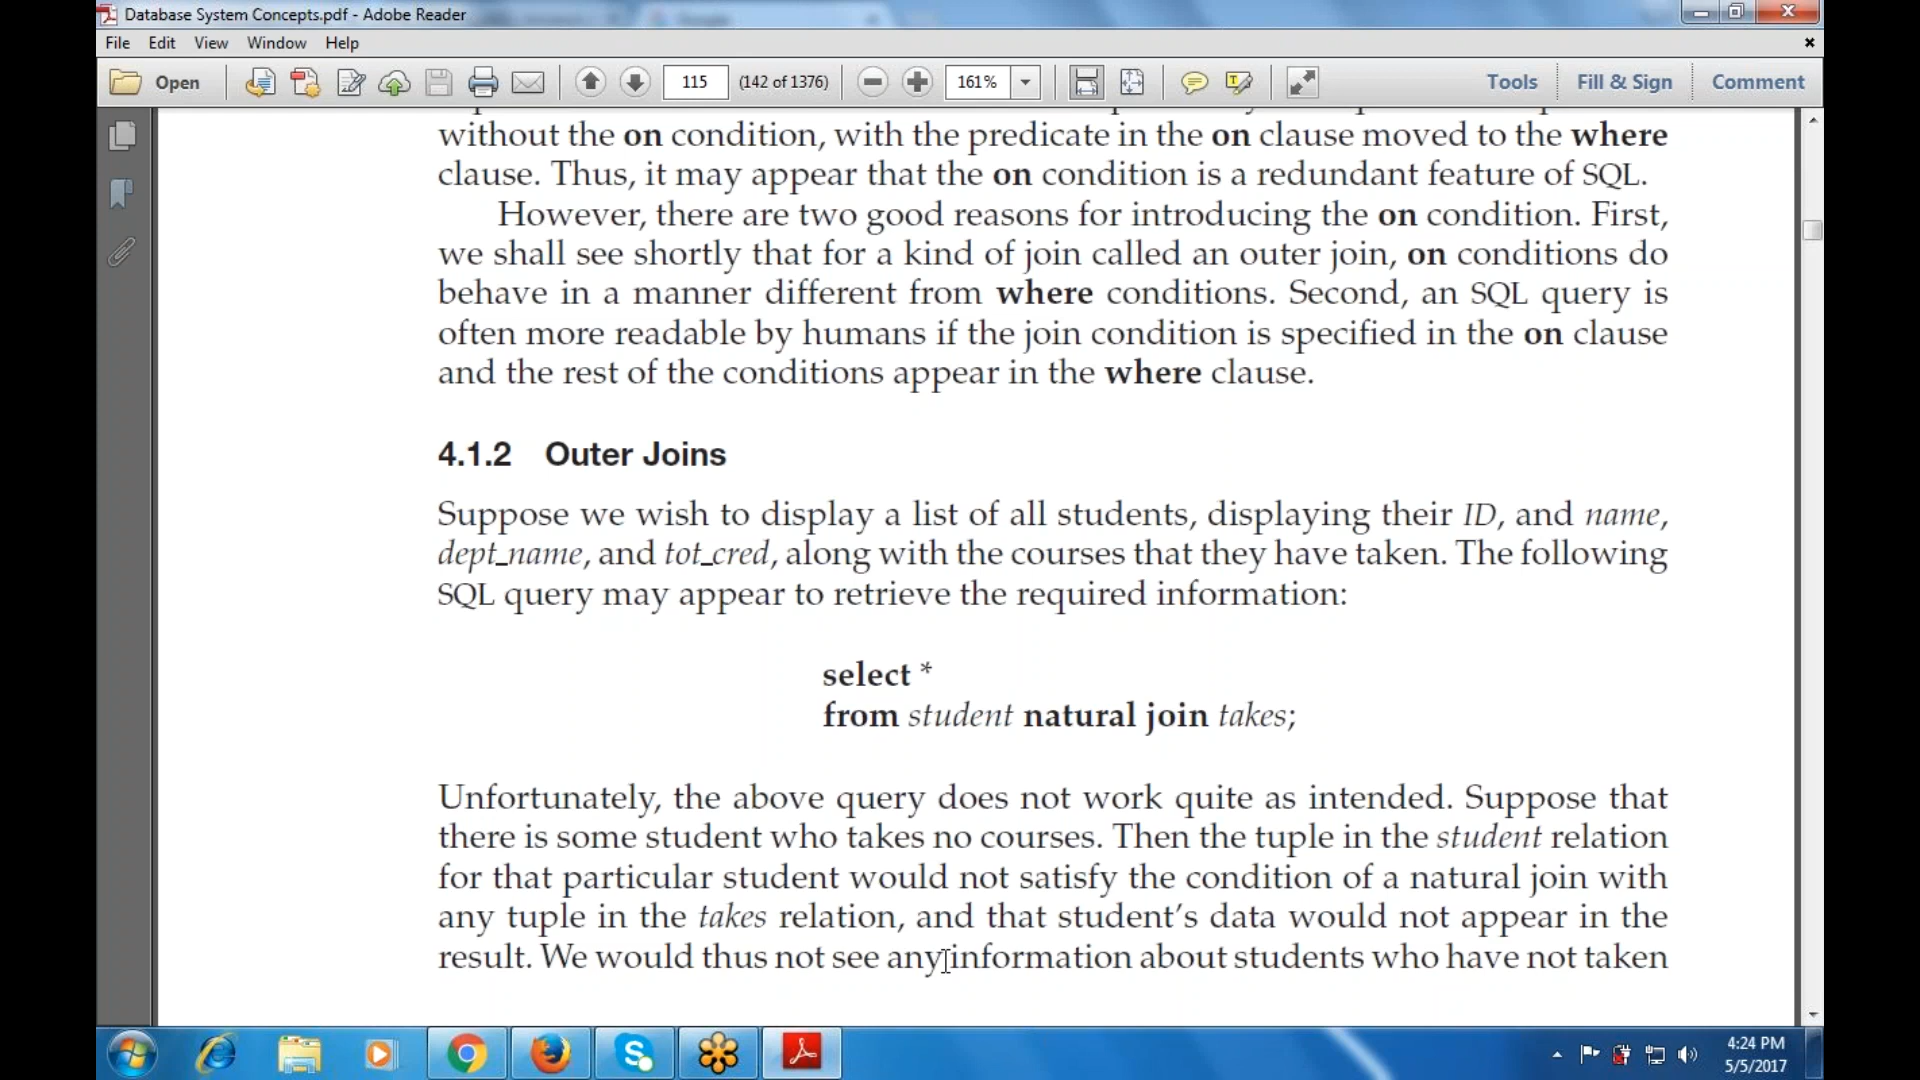 Database System Concepts.pdf - Adobe Reader
File Edit View Window Help
Open 115 (142 of 1376) 161% Tools Fill & Sign Comment
without the on condition, with the predicate in the on clause moved to the where
clause. Thus, it may appear that the on condition is a redundant feature of SQL.
However, there are two good reasons for introducing the on condition. First,
we shall see shortly that for a kind of join called an outer join, on conditions do
behave in a manner different from where conditions. Second, an SQL query is
often more readable by humans if the join condition is specified in the on clause
and the rest of the conditions appear in the where clause.
4.1.2 Outer Joins
Suppose we wish to display a list of all students, displaying their ID, and name,
dept_name, and tot_cred, along with the courses that they have taken. The following
SQL query may appear to retrieve the required information:
select *
from student natural join takes;
Unfortunately, the above query does not work quite as intended. Suppose that
there is some student who takes no courses. Then the tuple in the student relation
for that particular student would not satisfy the condition of a natural join with
any tuple in the takes relation, and that student's data would not appear in the
result. We would thus not see any information about students who have not taken
4:24 PM
5/5/2017